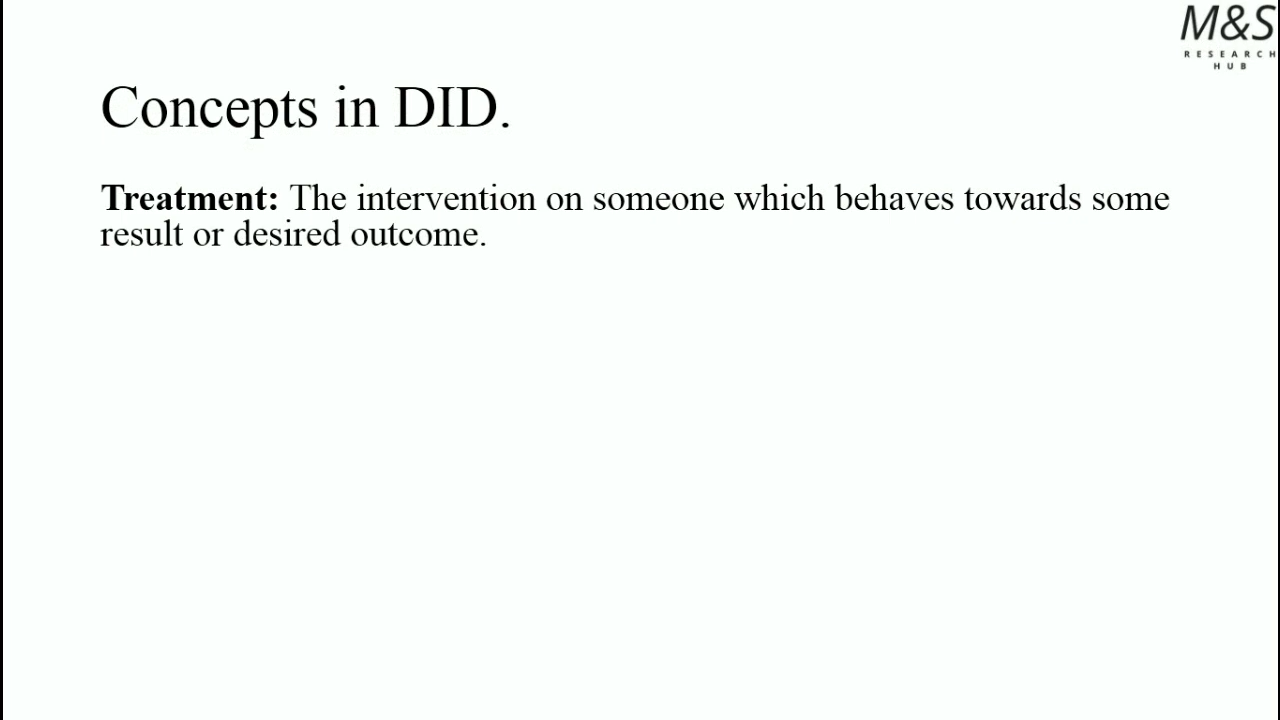 M&S
RESEARCH
HUB
Concepts in DID.
Treatment: The intervention on someone which behaves towards some
result or desired outcome.